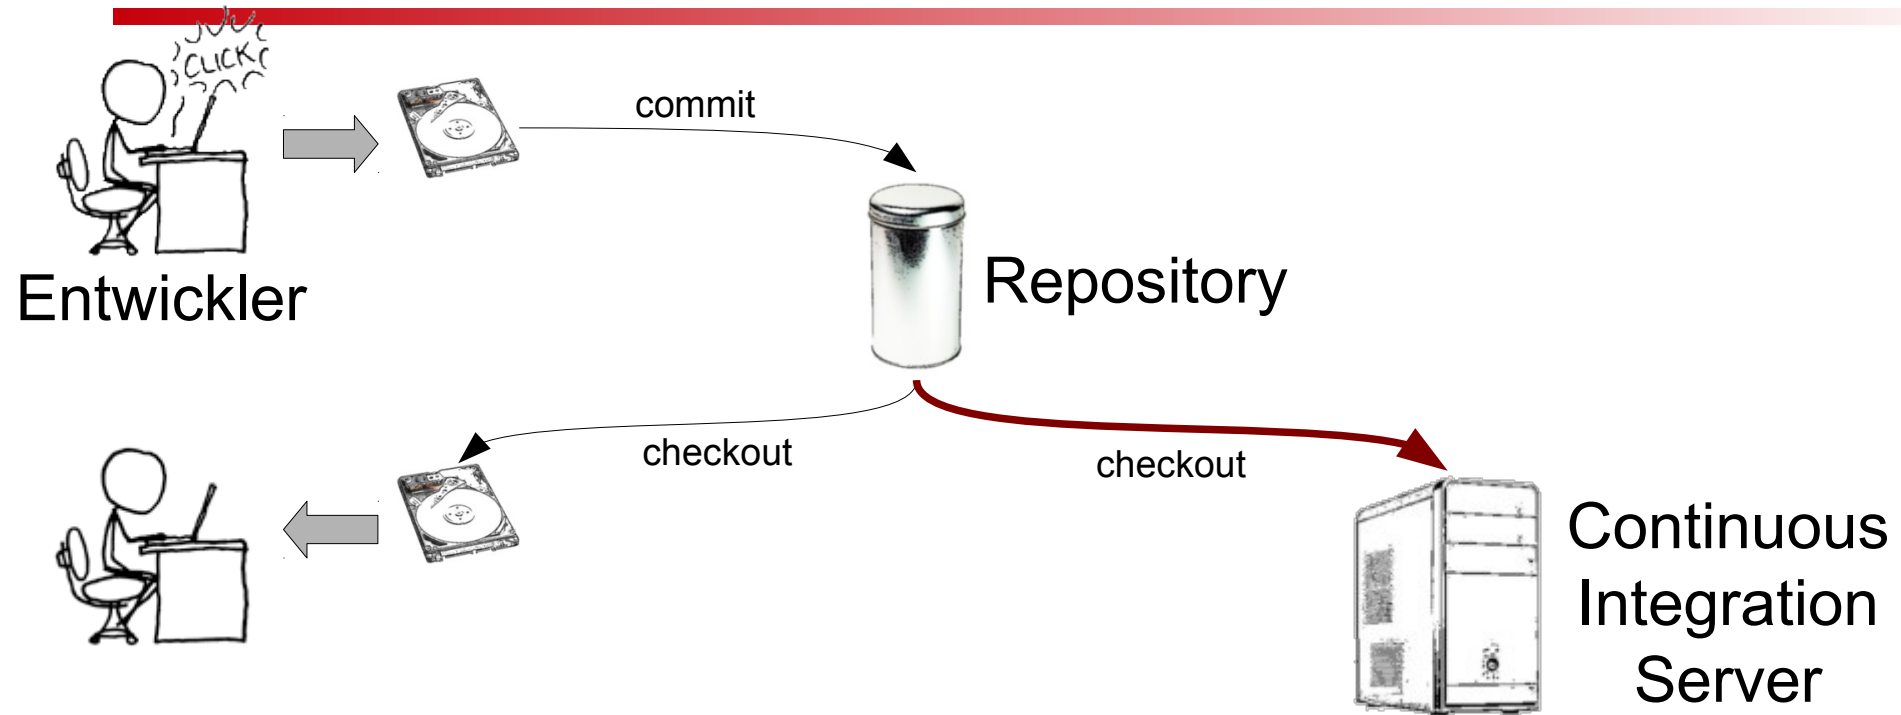 CLICK
commit
Entwickler
Repository
checkout
checkout
Continuous
Integration
Server